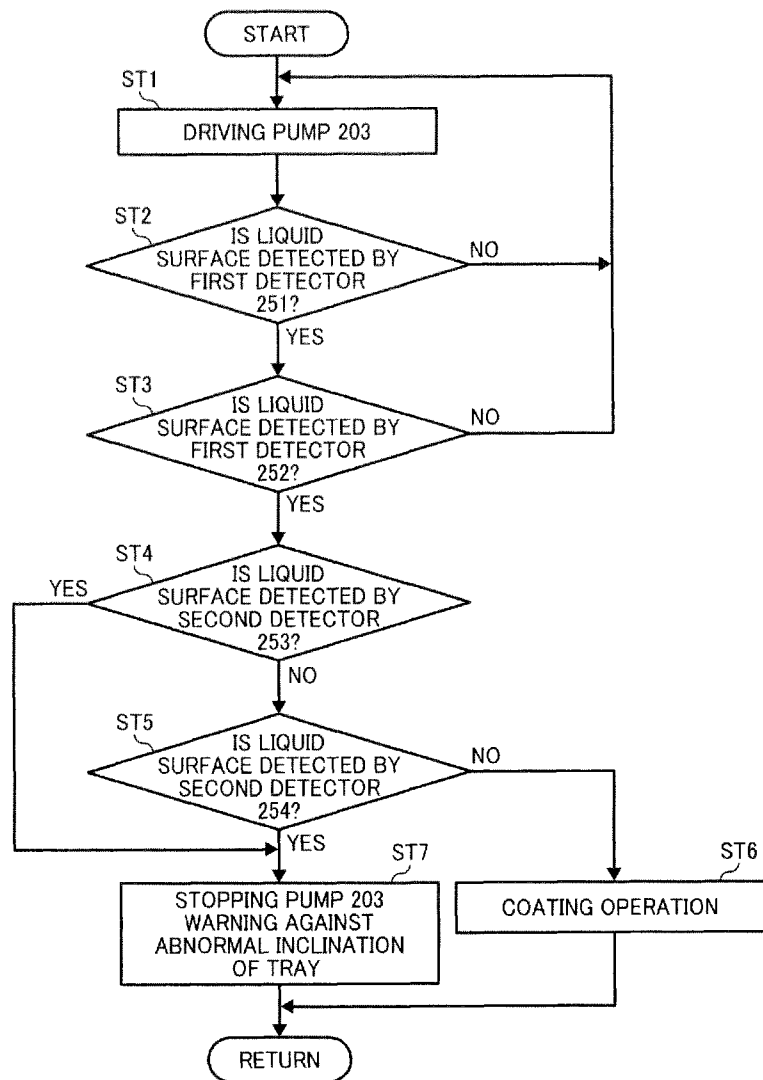 START
ST1
DRIVING PUMP 203
ST2
IS LIQUID
SURFACE DETECTED BY
FIRST DETECTOR
251?
NO
YES
ST3
IS LIQUID
SURFACE DETECTED BY
FIRST DETECTOR
252?
NO
YES
ST4
YES
IS LIQUID
SURFACE DETECTED BY
SECOND DETECTOR
253?
NO
ST5
IS LIQUID
SURFACE DETECTED BY
SECOND DETECTOR
254?
NO
YES
ST7
STOPPING PUMP 203
WARNING AGAINST
ABNORMAL INCLINATION
OF TRAY
ST6
COATING OPERATION
RETURN